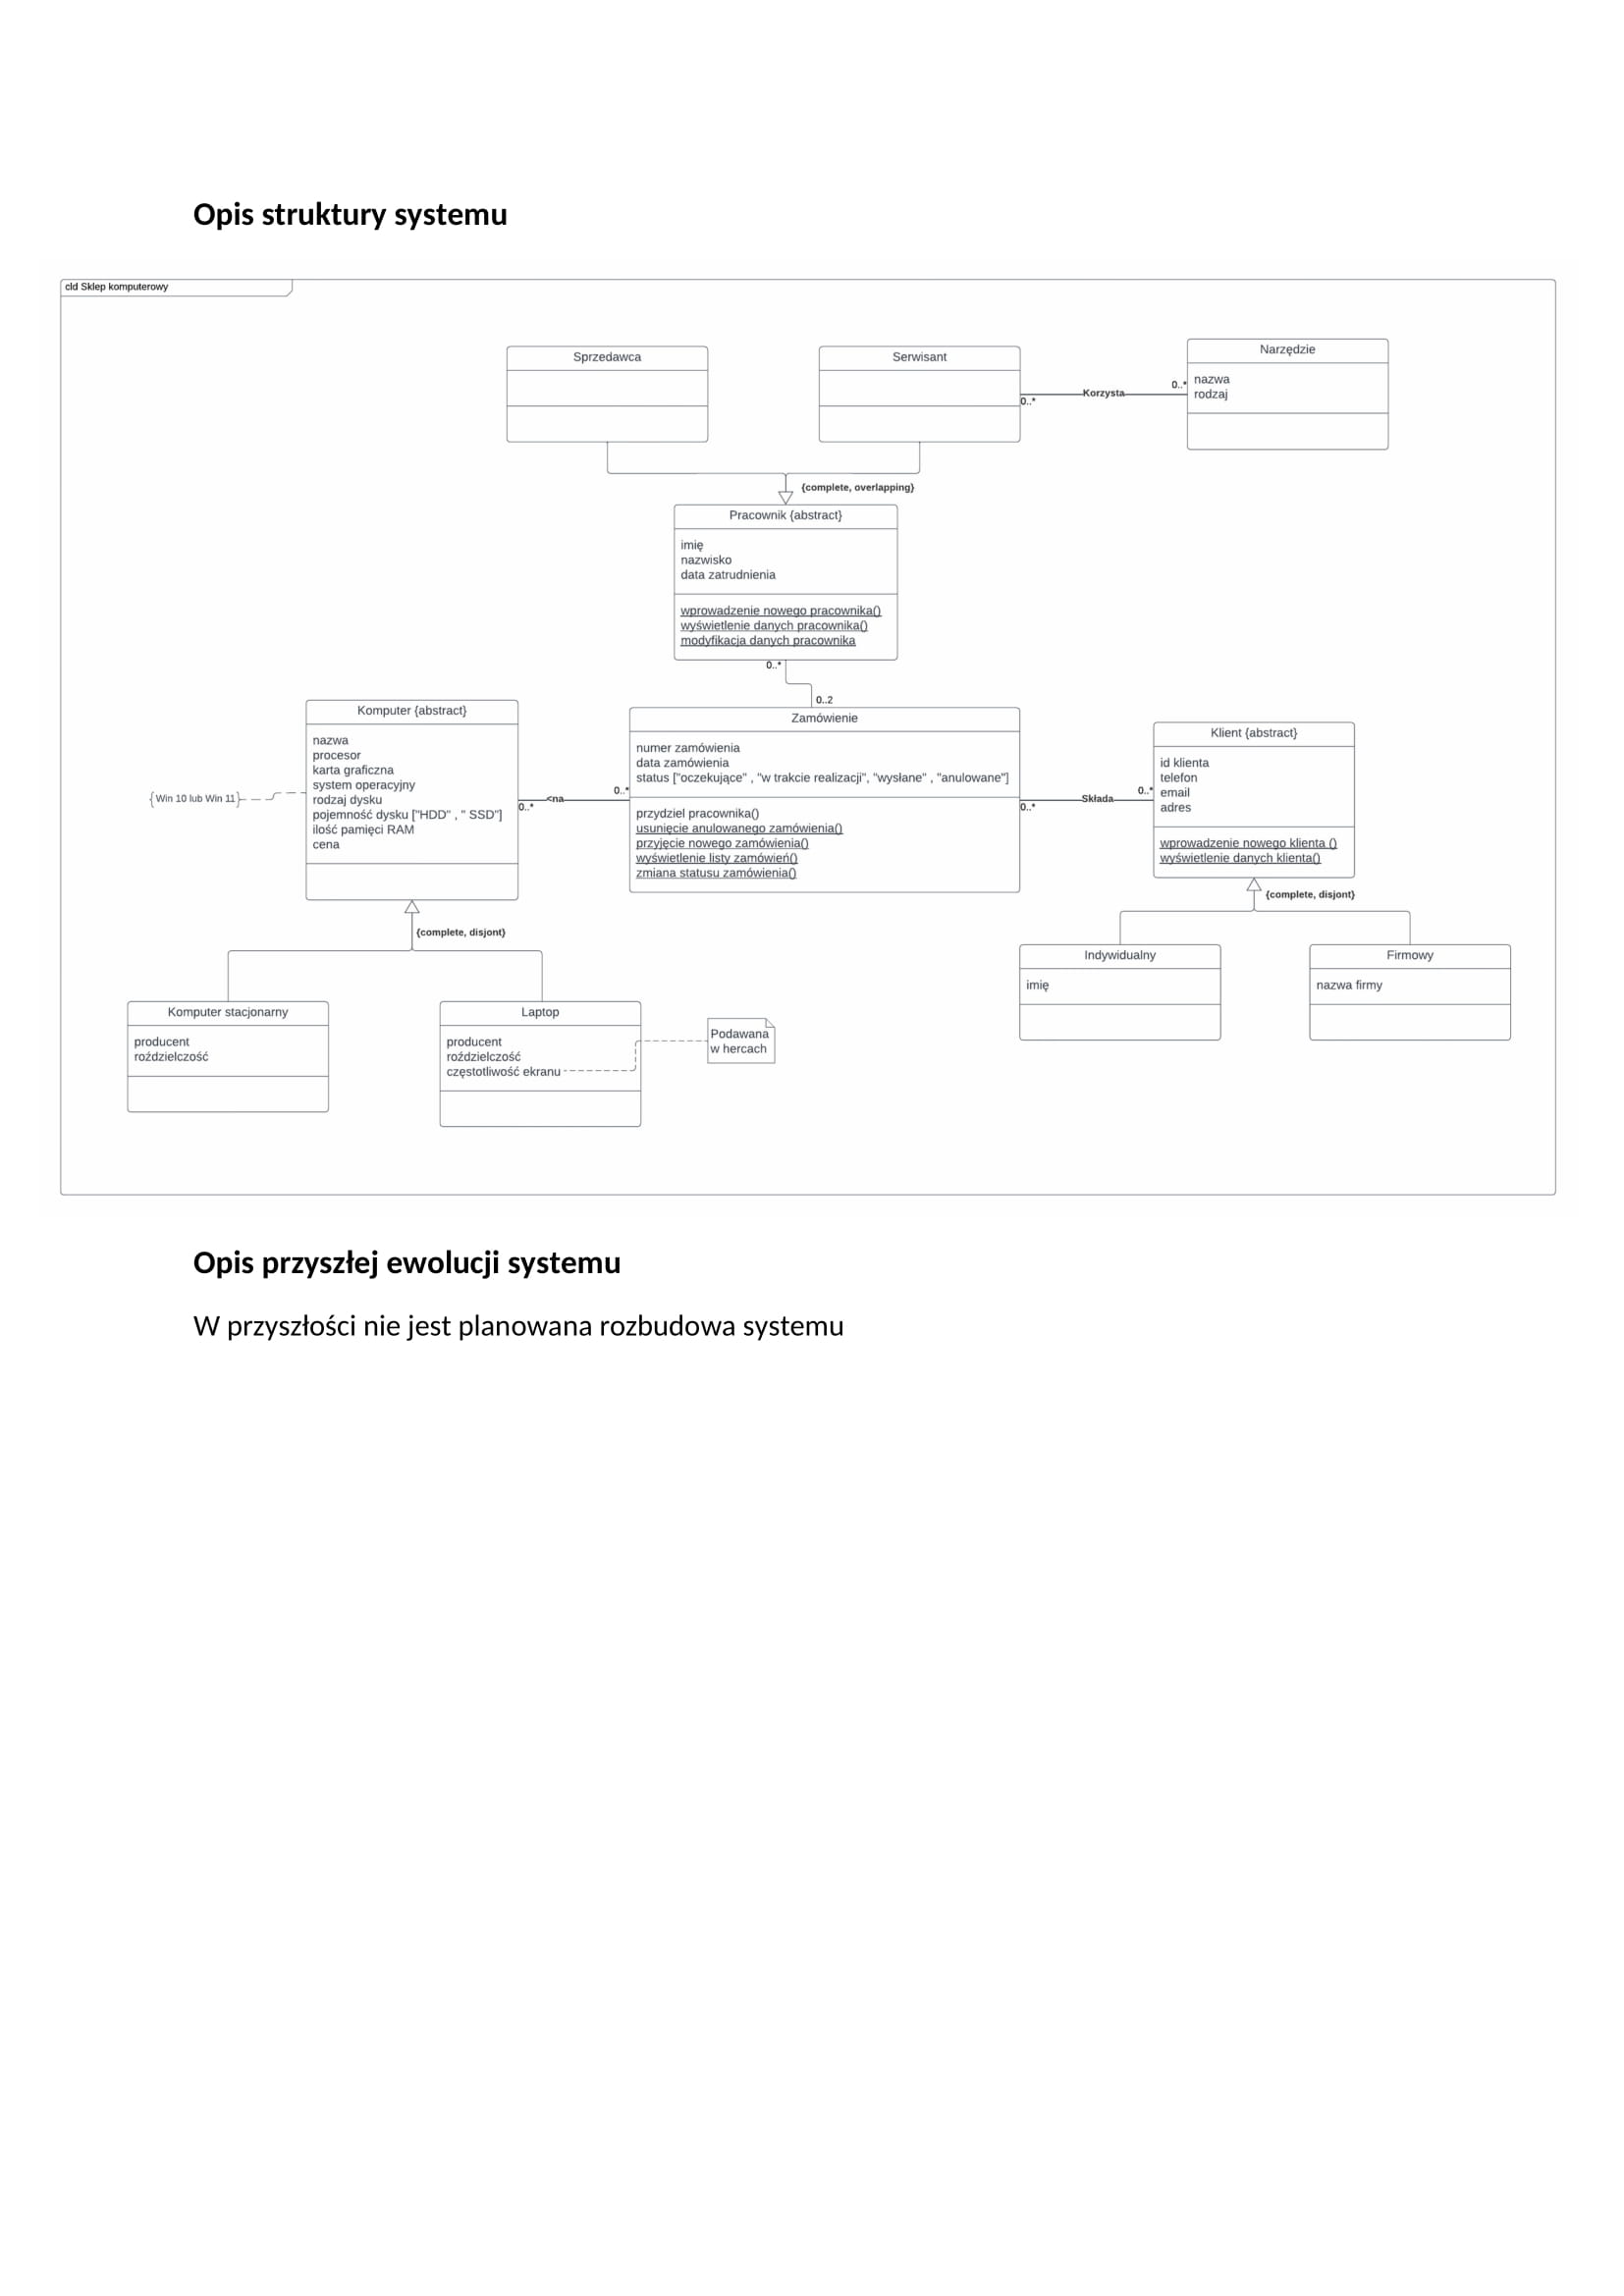 Opis struktury systemu
cld Sklep komputerowy
Sprzedawca
Serwisant
0..*
Korzysta
0..*
Narzędzie
nazwa
rodzaj
{complete, overlapping}
Pracownik {abstract}
imię
nazwisko
data zatrudnienia
wprowadzenie nowego pracownika()
wyświetlenie danych pracownika()
modyfikacja danych pracownika
0..*
0..2
Komputer {abstract}
nazwa
procesor
karta graficzna
system operacyjny
rodzaj dysku
pojemność dysku ["HDD" , " SSD"]
ilość pamięci RAM
cena
{Win 10 lub Win 11}
0..*
<na
0..*
Zamówienie
numer zamówienia
data zamówienia
status ["oczekujące" , "w trakcie realizacji", "wysłane" , "anulowane"]
przydziel pracownika()
usunięcie anulowanego zamówienia()
przyjęcie nowego zamówienia()
wyświetlenie listy zamówień()
zmiana statusu zamówienia()
0..*
Składa
0..*
Klient {abstract}
id klienta
telefon
email
adres
wprowadzenie nowego klienta ()
wyświetlenie danych klienta()
{complete, disjont}
{complete, disjont}
Indywidualny
imię
Firmowy
nazwa firmy
Komputer stacjonarny
producent
roździelczość
Laptop
producent
roździelczość
częstotliwość ekranu
Podawana
w hercach
Opis przyszłej ewolucji systemu
W przyszłości nie jest planowana rozbudowa systemu